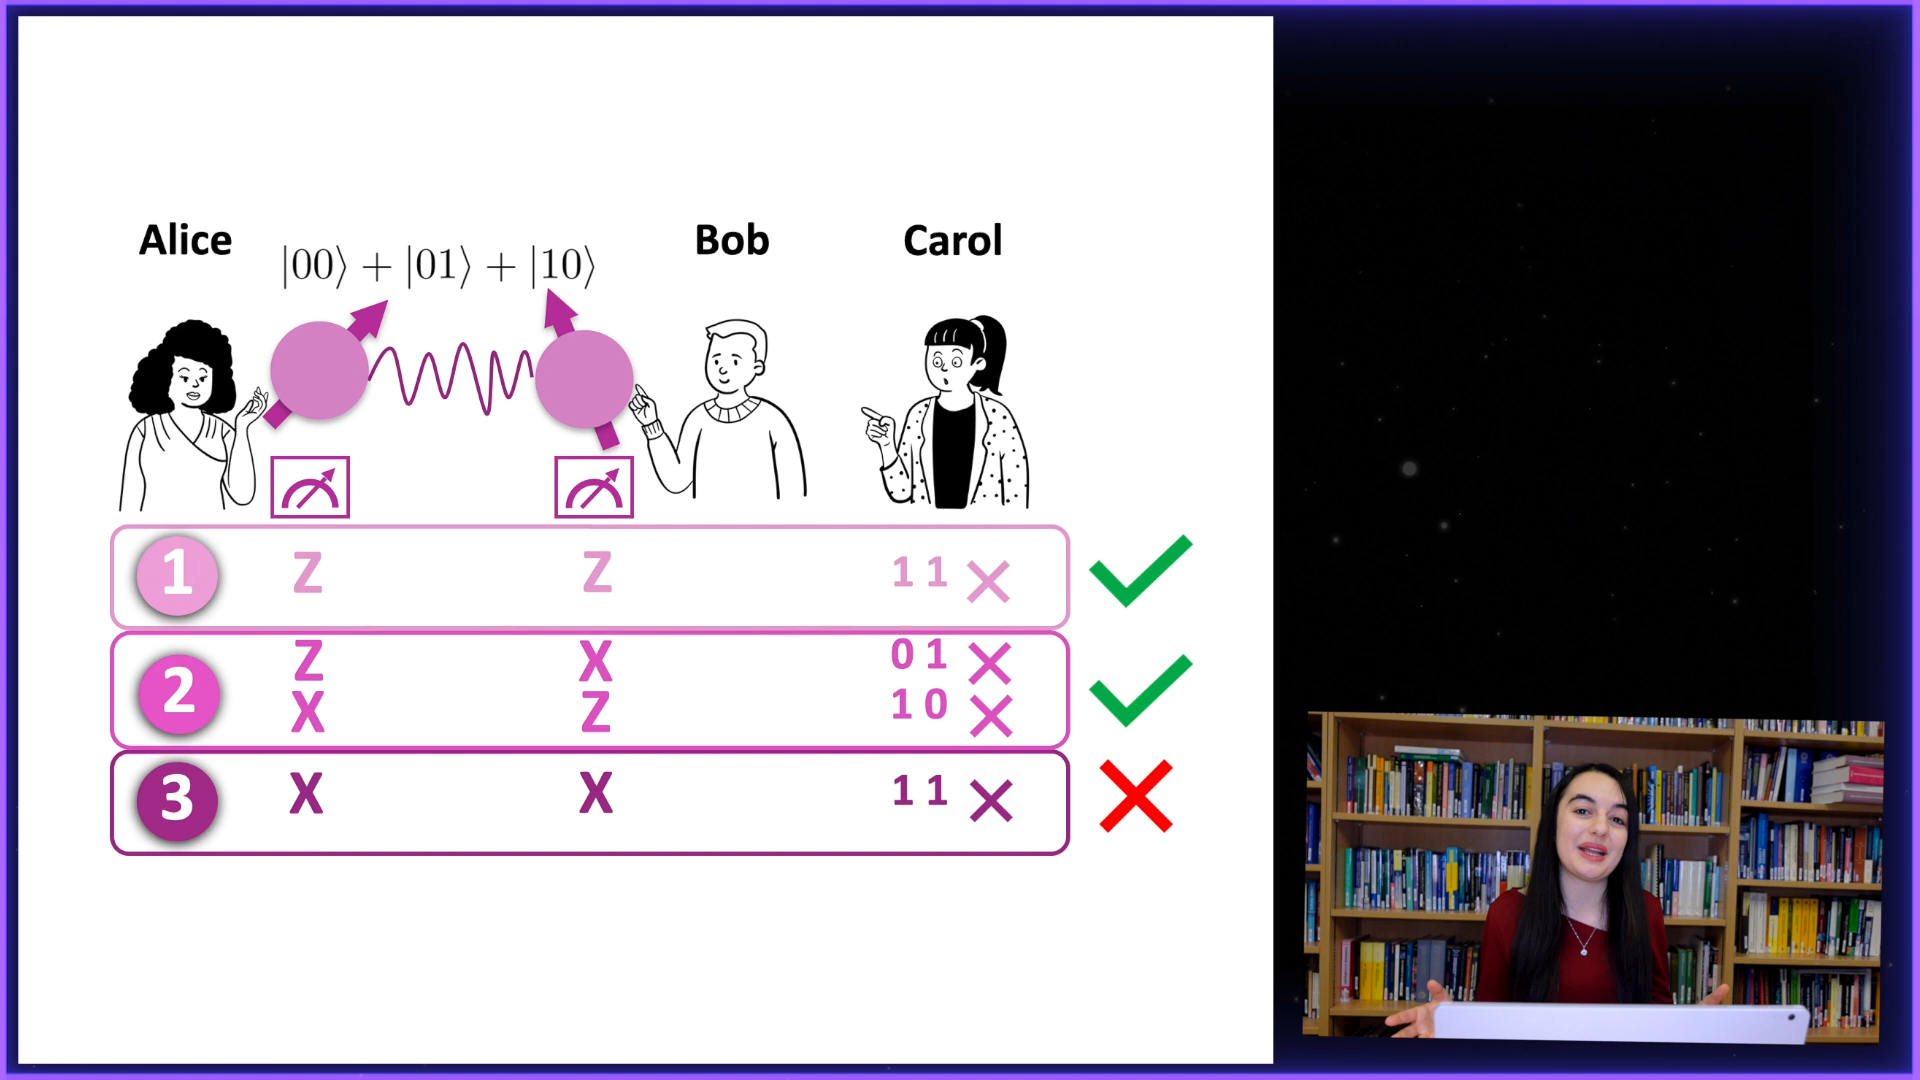 Alice
|00⟩ + |01⟩ + |10⟩
Bob
Carol
1 Z Z 1 1 ×
2 Z X 0 1 ×
X Z 1 0 ×
3 X X 1 1 ×